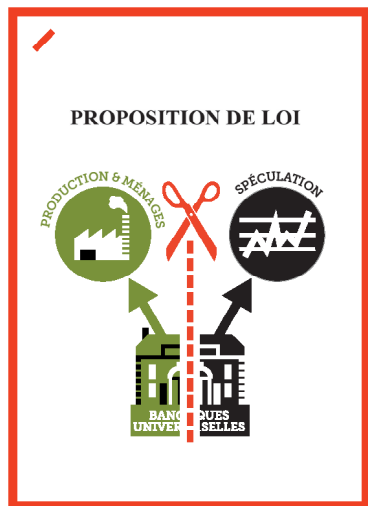 PROPOSITION DE LOI
PRODUCTION & MÉNAGES
SPÉCULATION
BANQUES
UNIVERSELLES